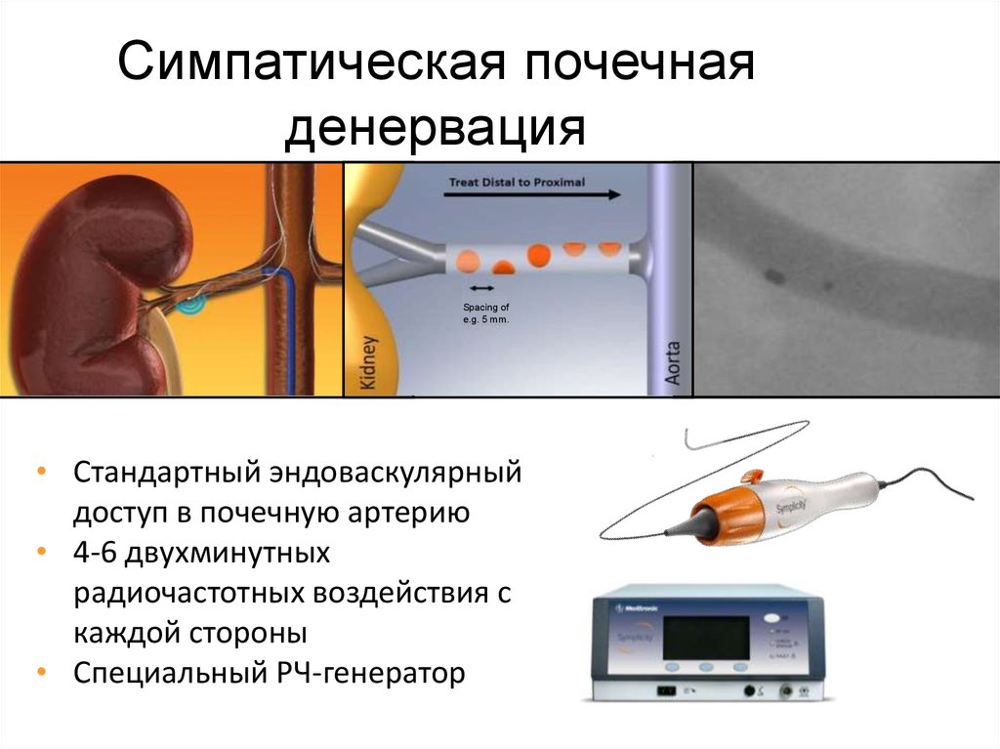 Симпатическая почечная
денервация
Treat Distal to Proximal
Spacing of
e.g. 5 mm.
Kidney
Aorta
• Стандартный эндоваскулярный
доступ в почечную артерию
• 4-6 двухминутных
радиочастотных воздействия с
каждой стороны
• Специальный РЧ-генератор
Symplicity
Medtronic
Symplicity